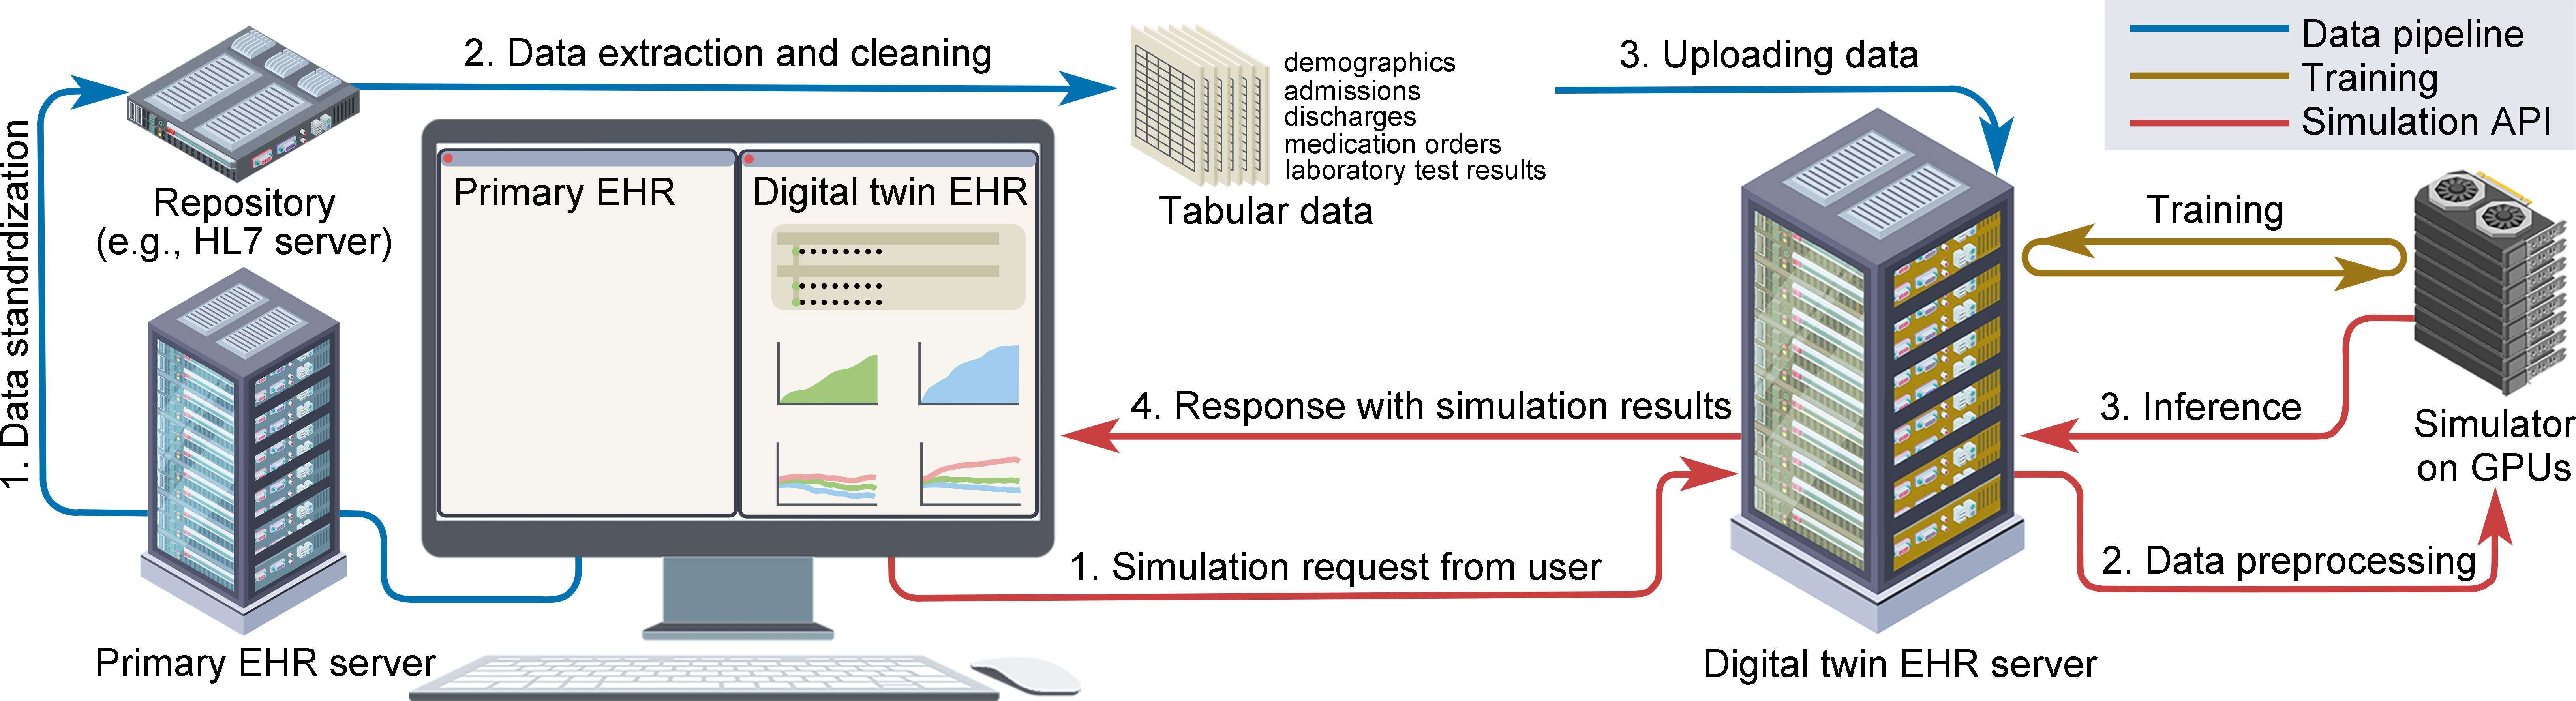 1. Data standrdization
Repository
(e.g., HL7 server)
Primary EHR server
2. Data extraction and cleaning
Primary EHR
Digital twin EHR
demographics
admissions
discharges
medication orders
laboratory test results
Tabular data
3. Uploading data
Data pipeline
Training
Simulation API
Training
4. Response with simulation results
3. Inference
Simulator
on GPUs
1. Simulation request from user
2. Data preprocessing
Digital twin EHR server